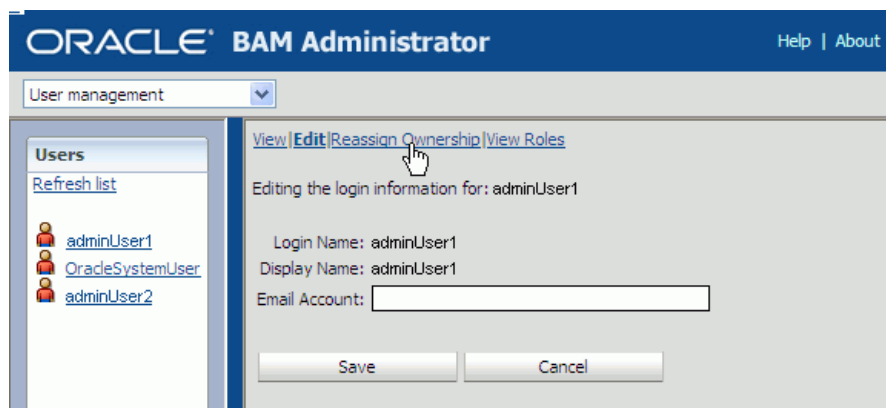 ORACLE BAM Administrator
Help | About
User management
Users
Refresh list
adminUser1
OracleSystemUser
adminUser2
View|Edit|Reassign Ownership|View Roles
Editing the login information for: adminUser1
Login Name: adminUser1
Display Name: adminUser1
Email Account:
Save
Cancel